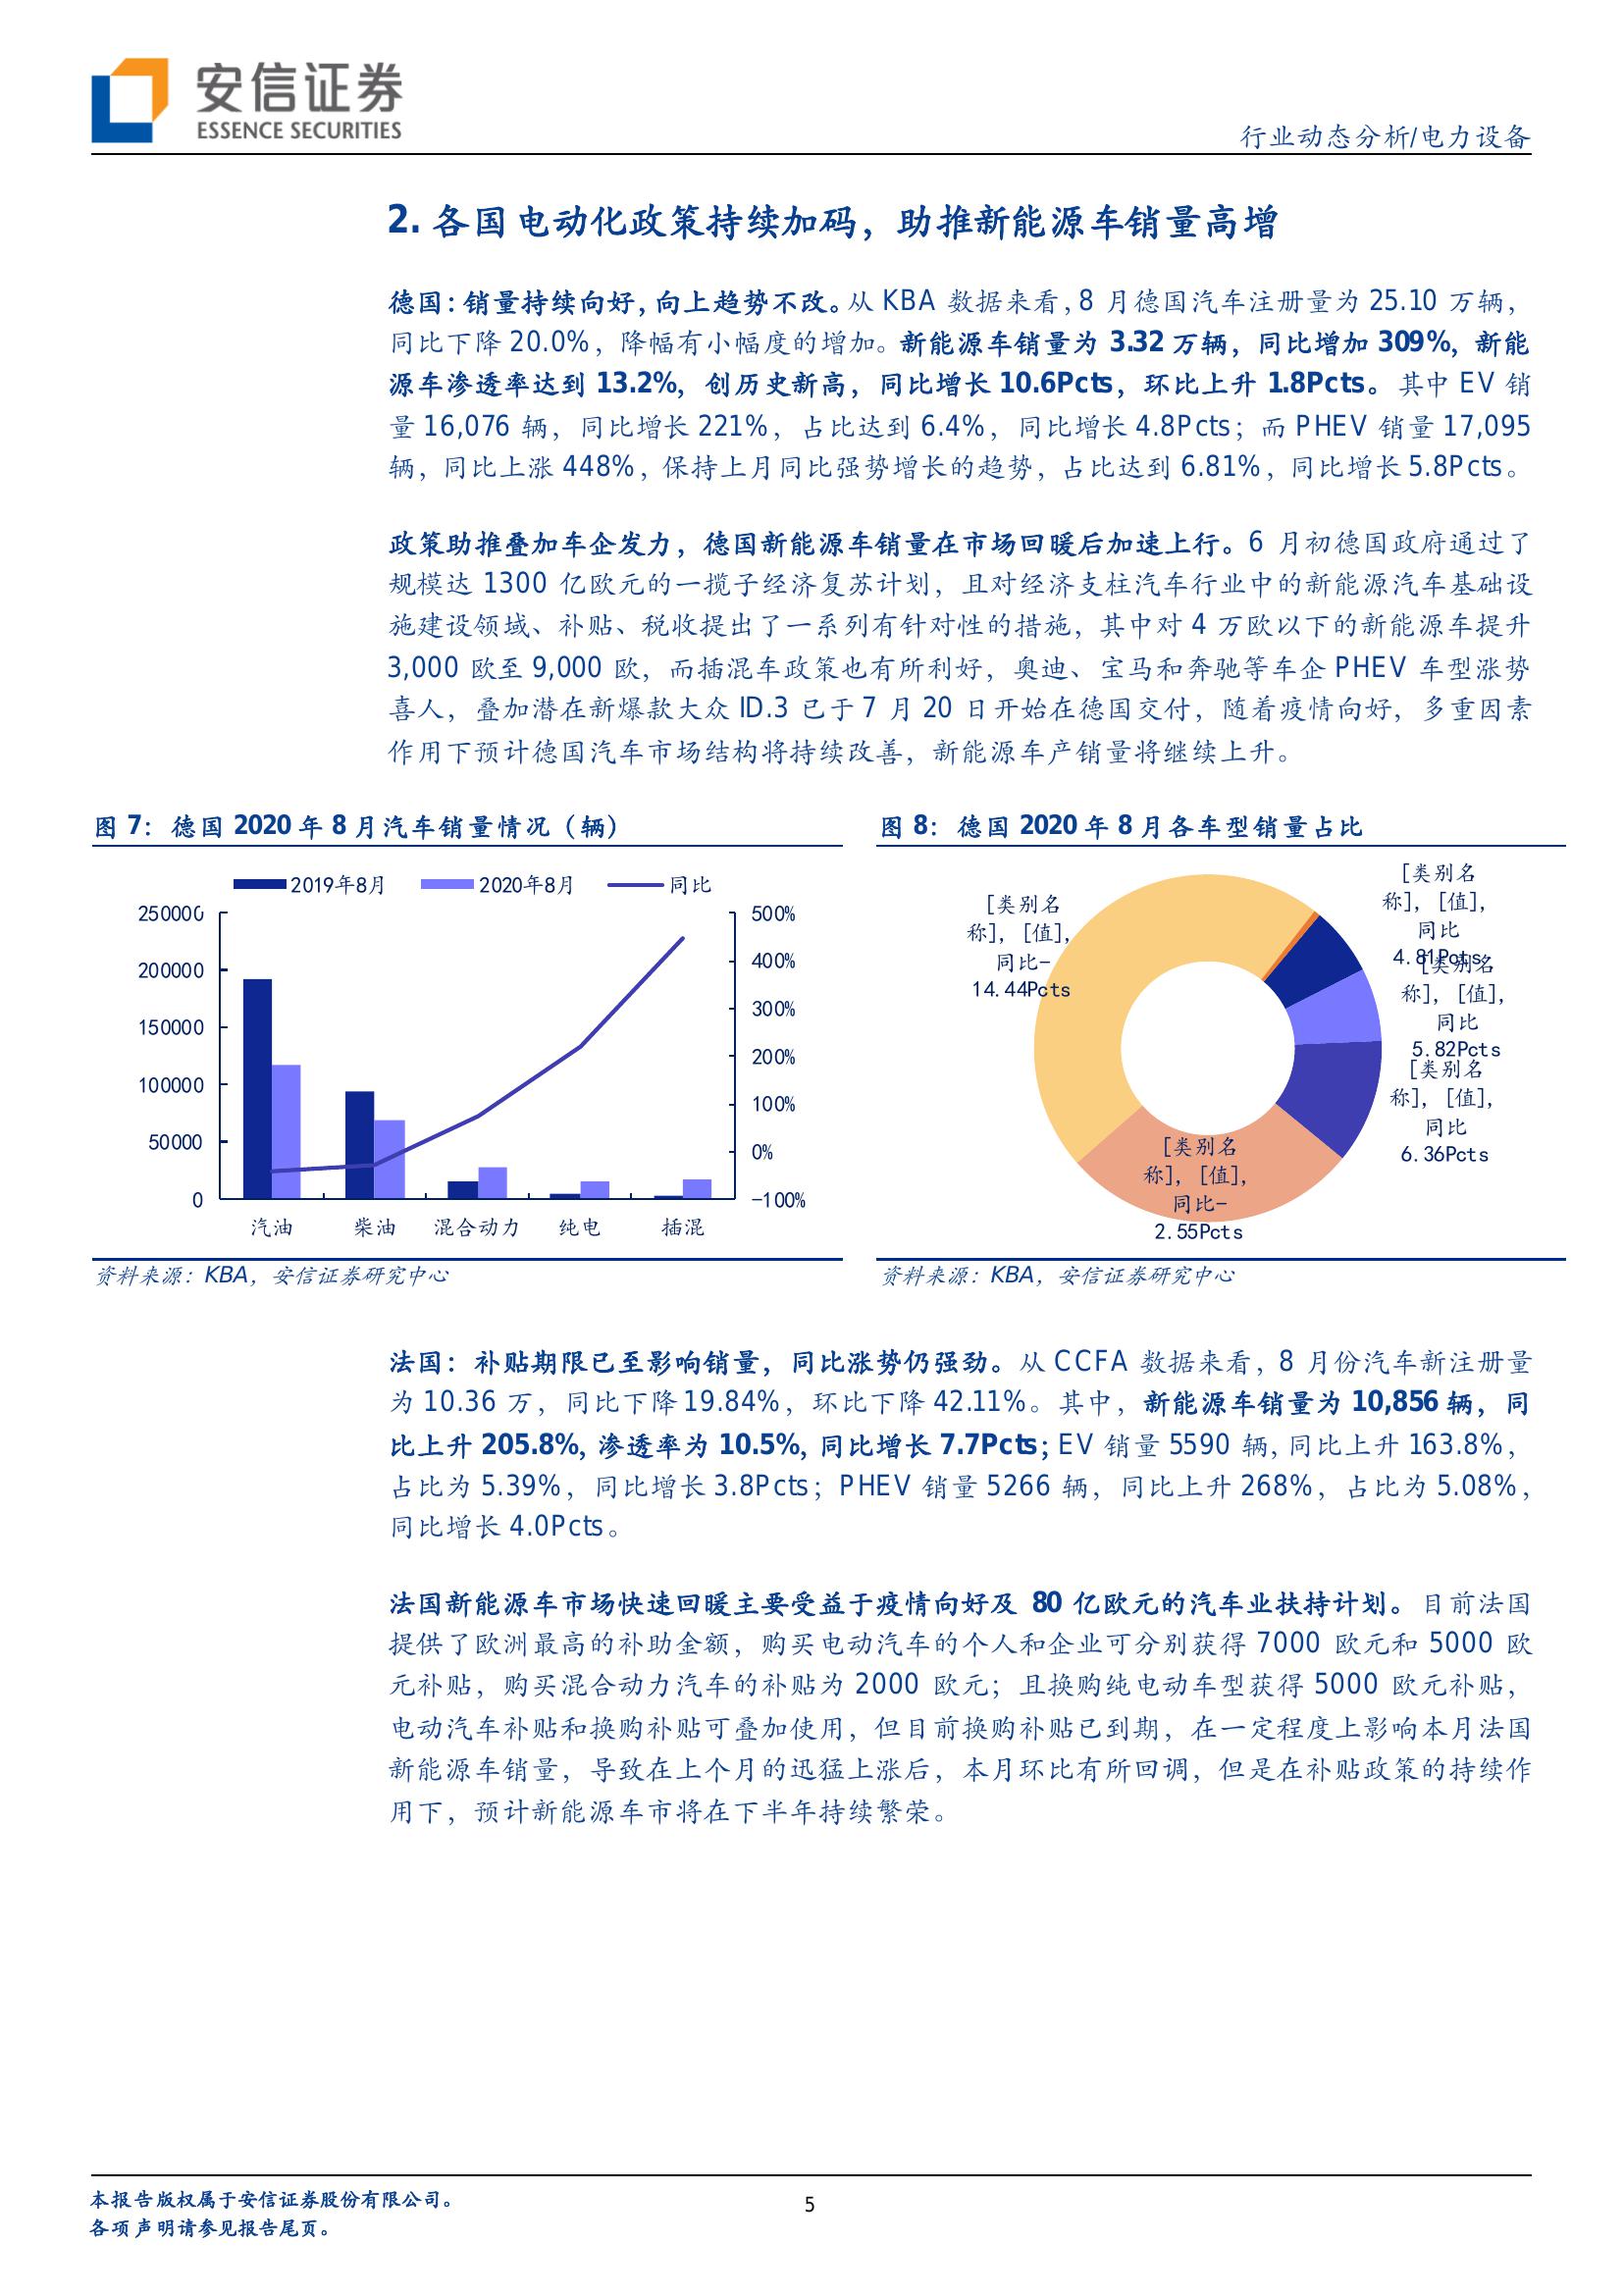 安信证券
ESSENCE SECURITIES
行业动态分析/电力设备
2. 各国电动化政策持续加码，助推新能源车销量高增
德国：销量持续向好，向上趋势不改。从 KBA 数据来看，8 月德国汽车注册量为 25.10 万辆，
同比下降 20.0%，降幅有小幅度的增加。新能源车销量为 3.32 万辆，同比增加 309%，新能
源车渗透率达到 13.2%，创历史新高，同比增长 10.6Pcts，环比上升 1.8Pcts。其中 EV 销
量 16,076 辆，同比增长 221%，占比达到 6.4%，同比增长 4.8Pcts；而 PHEV 销量 17,095
辆，同比上涨 448%，保持上月同比强势增长的趋势，占比达到 6.81%，同比增长 5.8Pcts。
政策助推叠加车企发力，德国新能源车销量在市场回暖后加速上行。6 月初德国政府通过了
规模达 1300 亿欧元的一揽子经济复苏计划，且对经济支柱汽车行业中的新能源汽车基础设
施建设领域、补贴、税收提出了一系列有针对性的措施，其中对 4 万欧以下的新能源车提升
3,000 欧至 9,000 欧，而插混车政策也有所利好，奥迪、宝马和奔驰等车企 PHEV 车型涨势
喜人，叠加潜在新爆款大众 ID.3 已于 7 月 20 日开始在德国交付，随着疫情向好，多重因素
作用下预计德国汽车市场结构将持续改善，新能源车产销量将继续上升。
图 7：德国 2020 年 8 月汽车销量情况（辆）
2019年8月 2020年8月 同比
250000
200000
150000
100000
50000
0
500%
400%
300%
200%
100%
0%
-100%
汽油 柴油 混合动力 纯电 插混
资料来源：KBA，安信证券研究中心
图 8：德国 2020 年 8 月各车型销量占比
[类别名
称], [值],
同比-
14.44Pcts
[类别名
称], [值],
同比
4.81Pcts
[类别名
称], [值],
同比
5.82Pcts
[类别名
称], [值],
同比
6.36Pcts
[类别名
称], [值],
同比-
2.55Pcts
资料来源：KBA，安信证券研究中心
法国：补贴期限已至影响销量，同比涨势仍强劲。从 CCFA 数据来看，8 月份汽车新注册量
为 10.36 万，同比下降 19.84%，环比下降 42.11%。其中，新能源车销量为 10,856 辆，同
比上升 205.8%，渗透率为 10.5%，同比增长 7.7Pcts；EV 销量 5590 辆，同比上升 163.8%，
占比为 5.39%，同比增长 3.8Pcts；PHEV 销量 5266 辆，同比上升 268%，占比为 5.08%，
同比增长 4.0Pcts。
法国新能源车市场快速回暖主要受益于疫情向好及 80 亿欧元的汽车业扶持计划。目前法国
提供了欧洲最高的补助金额，购买电动汽车的个人和企业可分别获得 7000 欧元和 5000 欧
元补贴，购买混合动力汽车的补贴为 2000 欧元；且换购纯电动车型获得 5000 欧元补贴，
电动汽车补贴和换购补贴可叠加使用，但目前换购补贴已到期，在一定程度上影响本月法国
新能源车销量，导致在上个月的迅猛上涨后，本月环比有所回调，但是在补贴政策的持续作
用下，预计新能源车市将在下半年持续繁荣。
本报告版权属于安信证券股份有限公司。
各项声明请参见报告尾页。
5